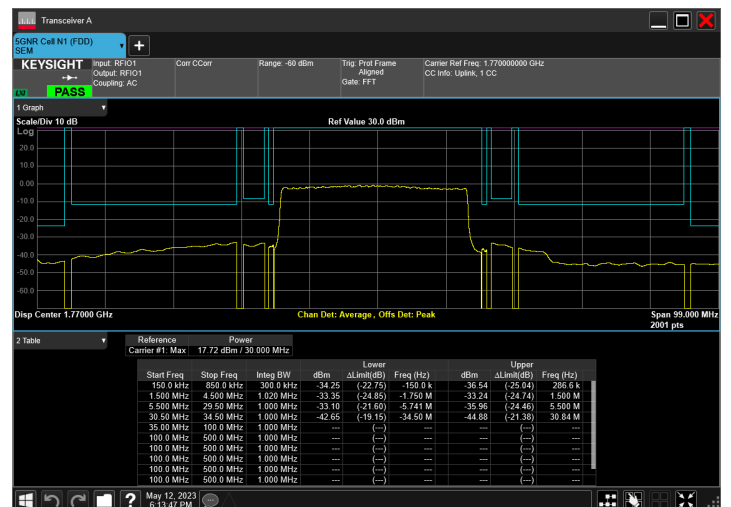 Transceiver A
5GNR Cell N1 (FDD)
SEM
KEYSIGHT
LXI
PASS
Input: RFIO1
Output: RFIO1
Coupling: AC
Corr CCorr
Range: -60 dBm
Trig: Prot Frame
Aligned
Gate: FFT
Carrier Ref Freq: 1.770000000 GHz
CC Info: Uplink, 1 CC
1 Graph
Scale/Div 10 dB
Ref Value 30.0 dBm
Log
20.0
10.0
0.00
-10.0
-20.0
-30.0
-40.0
-50.0
-60.0
Disp Center 1.77000 GHz
Chan Det: Average , Offs Det: Peak
Span 99.000 MHz
2001 pts
2 Table
Reference Power
Carrier #1: Max 17.72 dBm / 30.000 MHz
Lower Upper
Start Freq Stop Freq Integ BW dBm ΔLimit(dB) Freq (Hz) dBm ΔLimit(dB) Freq (Hz)
150.0 kHz 850.0 kHz 300.0 kHz -34.25 (-22.75) -150.0 k -36.54 (-25.04) 286.6 k
1.500 MHz 4.500 MHz 1.020 MHz -33.35 (-24.85) -1.750 M -33.24 (-24.74) 1.500 M
5.500 MHz 29.50 MHz 1.000 MHz -33.10 (-21.60) -5.741 M -35.96 (-24.46) 5.500 M
30.50 MHz 34.50 MHz 1.000 MHz -42.65 (-19.15) -34.50 M -44.88 (-21.38) 30.84 M
35.00 MHz 100.0 MHz 1.000 MHz --- (---) --- --- (---) ---
100.0 MHz 500.0 MHz 1.000 MHz --- (---) --- --- (---) ---
100.0 MHz 500.0 MHz 1.000 MHz --- (---) --- --- (---) ---
100.0 MHz 500.0 MHz 1.000 MHz --- (---) --- --- (---) ---
100.0 MHz 500.0 MHz 1.000 MHz --- (---) --- --- (---) ---
100.0 MHz 500.0 MHz 1.000 MHz --- (---) --- --- (---) ---
?
May 12, 2023
6:13:47 PM